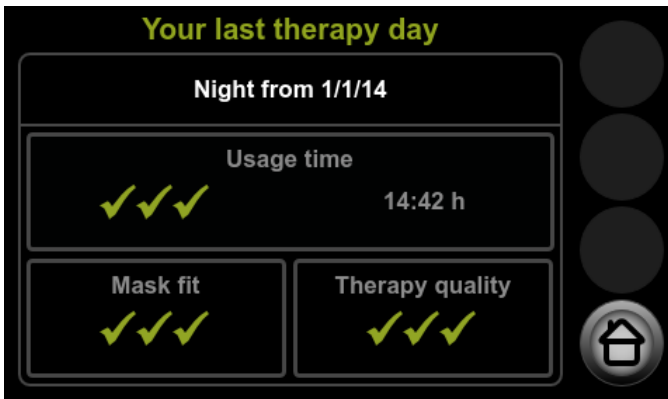 Your last therapy day
Night from 1/1/14
Usage time
14:42 h
Mask fit
Therapy quality